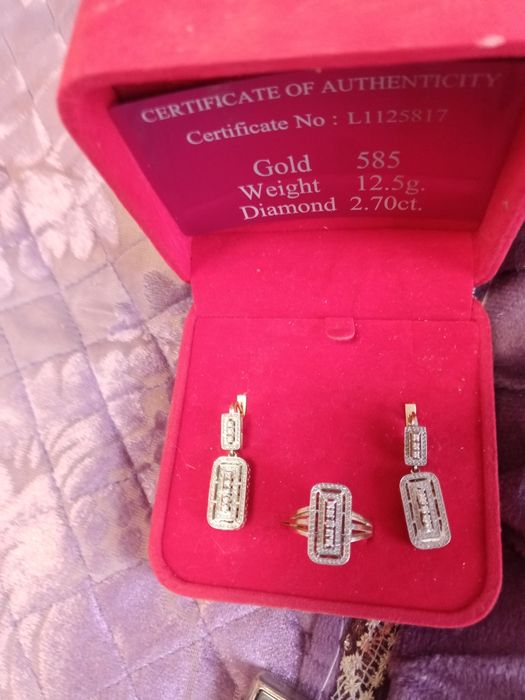 CERTIFICATE OF AUTHENTICITY
Certificate No : L1125817
Gold 585
Weight 12.5g.
Diamond 2.70ct.